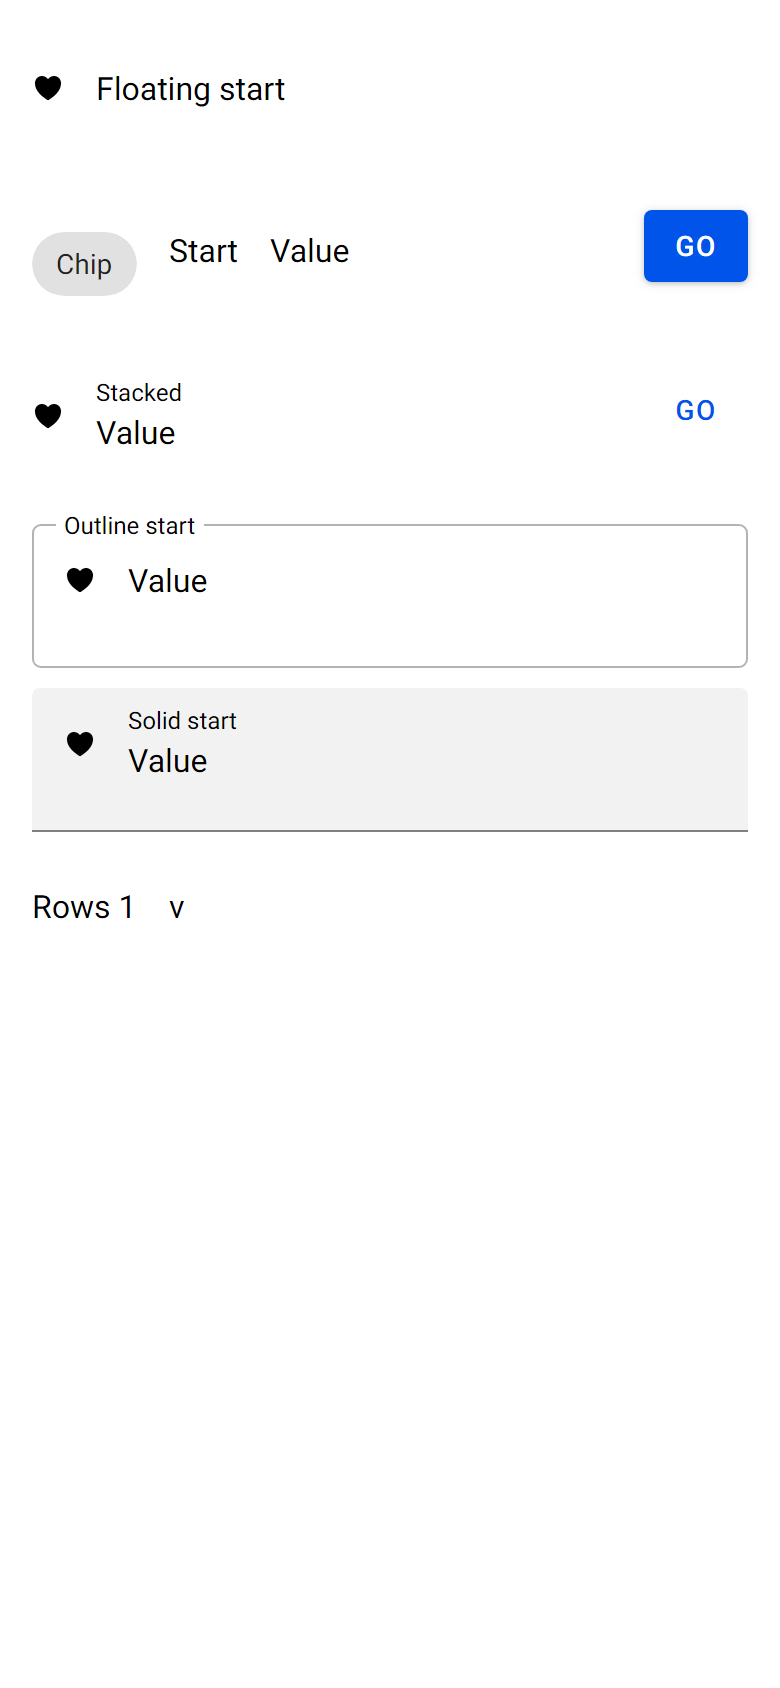 Floating start
Chip Start Value GO
Stacked
Value
GO
Outline start
Value
Solid start
Value
Rows 1 v